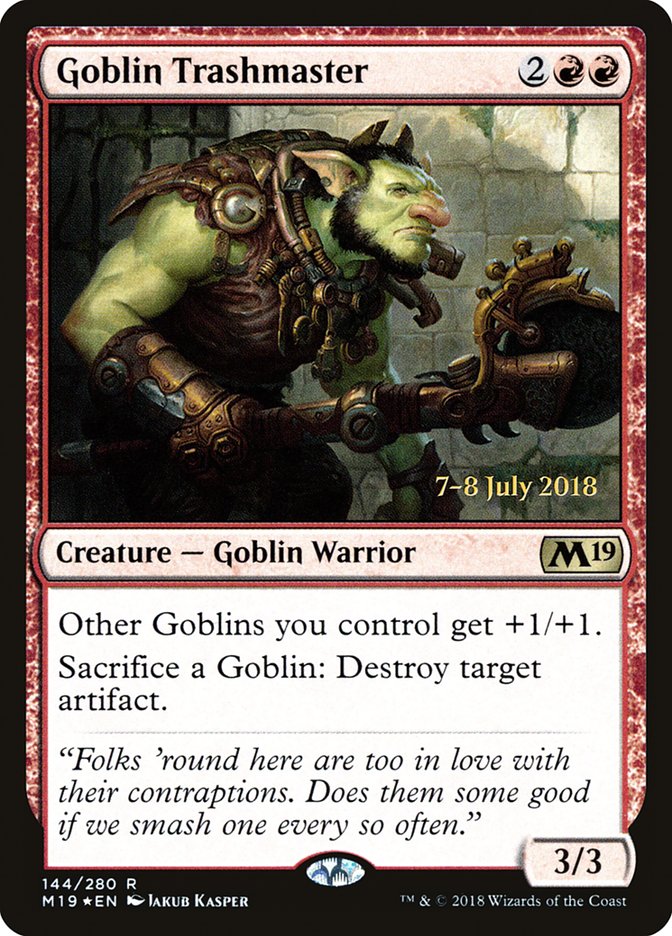 Goblin Trashmaster 2
7–8 July 2018
Creature — Goblin Warrior M19
Other Goblins you control get +1/+1.
Sacrifice a Goblin: Destroy target
artifact.
“Folks ’round here are too in love with
their contraptions. Does them some good
if we smash one every so often.”
3/3
144/280 R
M19★EN Jakub Kasper ™ & © 2018 Wizards of the Coast